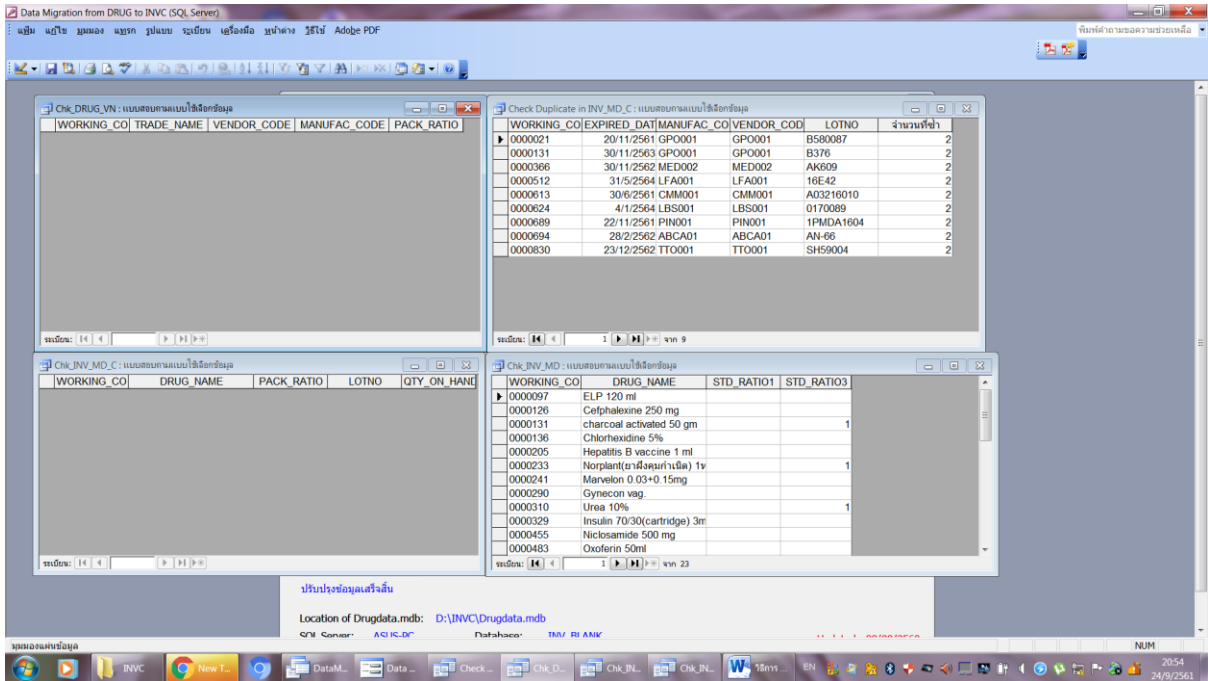 Data Migration from DRUG to INVC (SQL Server)
แฟ้ม แก้ไข มุมมอง แทรก รูปแบบ ระเบียน เครื่องมือ หน้าต่าง วิธีใช้ Adobe PDF
พิมพ์คำถามขอความช่วยเหลือ
Chk_DRUG_VN : แบบสอบถามแบบใช้เลือกข้อมูล
WORKING_CO TRADE_NAME VENDOR_CODE MANUFAC_CODE PACK_RATIO
ระเบียน:
Check Duplicate in INV_MD_C : แบบสอบถามแบบใช้เลือกข้อมูล
WORKING_CO EXPIRED_DAT MANUFAC_CO VENDOR_COD LOTNO จำนวนที่ซ้ำ
0000021 20/11/2561 GPO001 GPO001 B580087 2
0000131 30/11/2563 GPO001 GPO001 B376 2
0000366 30/11/2562 MED002 MED002 AK609 2
0000512 31/5/2564 LFA001 LFA001 16E42 2
0000613 30/6/2561 CMM001 CMM001 A03216010 2
0000624 4/1/2564 LBS001 LBS001 0170089 2
0000689 22/11/2561 PIN001 PIN001 1PMDA1604 2
0000694 28/2/2562 ABCA01 ABCA01 AN-66 2
0000830 23/12/2562 TTO001 TTO001 SH59004 2
ระเบียน: 1 จาก 9
Chk_INV_MD_C : แบบสอบถามแบบใช้เลือกข้อมูล
WORKING_CO DRUG_NAME PACK_RATIO LOTNO QTY_ON_HAND
ระเบียน:
Chk_INV_MD : แบบสอบถามแบบใช้เลือกข้อมูล
WORKING_CO DRUG_NAME STD_RATIO1 STD_RATIO3
0000097 ELP 120 ml
0000126 Cefphalexine 250 mg
0000131 charcoal activated 50 gm 1
0000136 Chlorhexidine 5%
0000205 Hepatitis B vaccine 1 ml
0000233 Norplant(ยาฝังคุมกำเนิด) 1ห 1
0000241 Marvelon 0.03+0.15mg
0000290 Gynecon vag.
0000310 Urea 10% 1
0000329 Insulin 70/30(cartridge) 3m
0000455 Niclosamide 500 mg
0000483 Oxoferin 50ml
ระเบียน: 1 จาก 23
ปรับปรุงข้อมูลเสร็จสิ้น
Location of Drugdata.mdb: D:\INVC\Drugdata.mdb
SQL Server: ASUS-PC Database: INV_BLANK
มุมมองแผ่นข้อมูล
NUM
INVC New T... DataM... Data ... Check... Chk_D... Chk_IN... Chk_IN... วิธีการ ... EN
20:54
24/9/2561